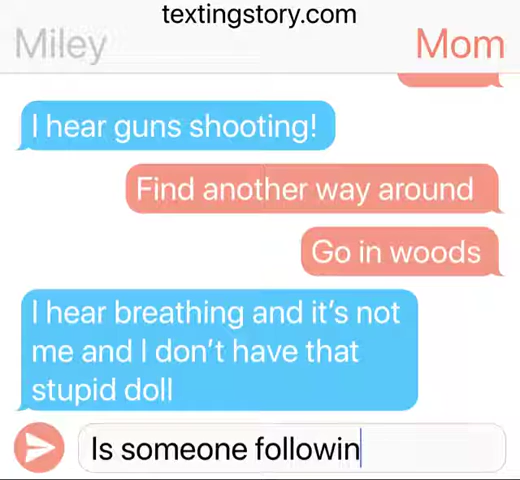 textingstory.com
Miley Mom
I hear guns shooting!
Find another way around
Go in woods
I hear breathing and it's not
me and I don't have that
stupid doll
Is someone followin